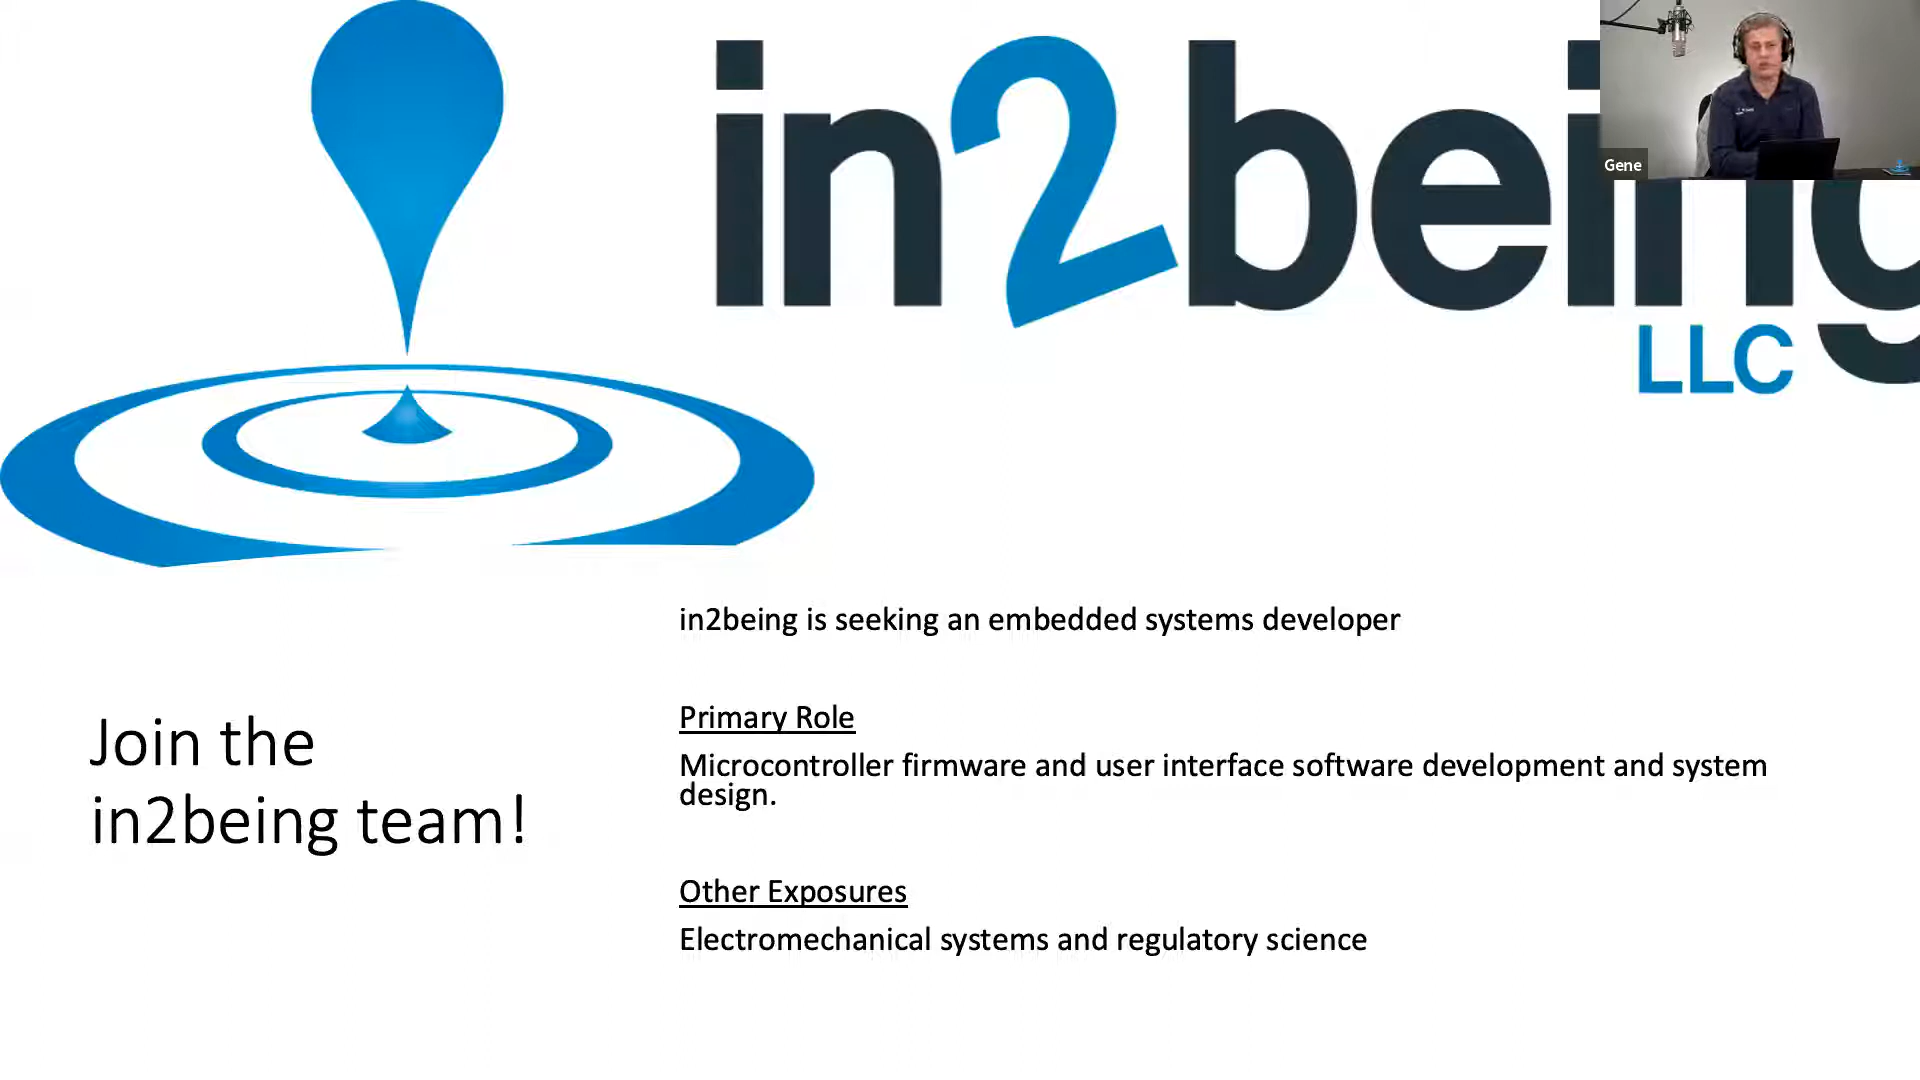 in2being
LLC
Gene
in2being is seeking an embedded systems developer
Primary Role
Microcontroller firmware and user interface software development and system
design.
Other Exposures
Electromechanical systems and regulatory science
Join the
in2being team!